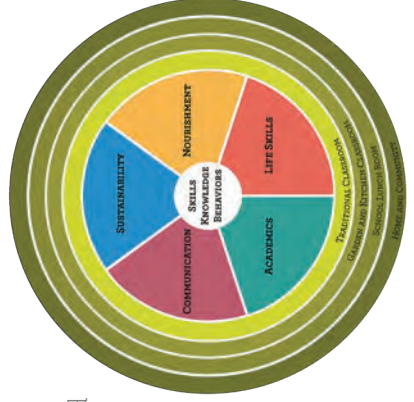 NOURISHMENT
SUSTAINABILITY
LIFE SKILLS
SKILLS
KNOWLEDGE
BEHAVIORS
COMMUNICATION
ACADEMICS
TRADITIONAL CLASSROOM
GARDEN AND KITCHEN CLASSROOM
SCHOOL LUNCH ROOM
HOME AND COMMUNITY